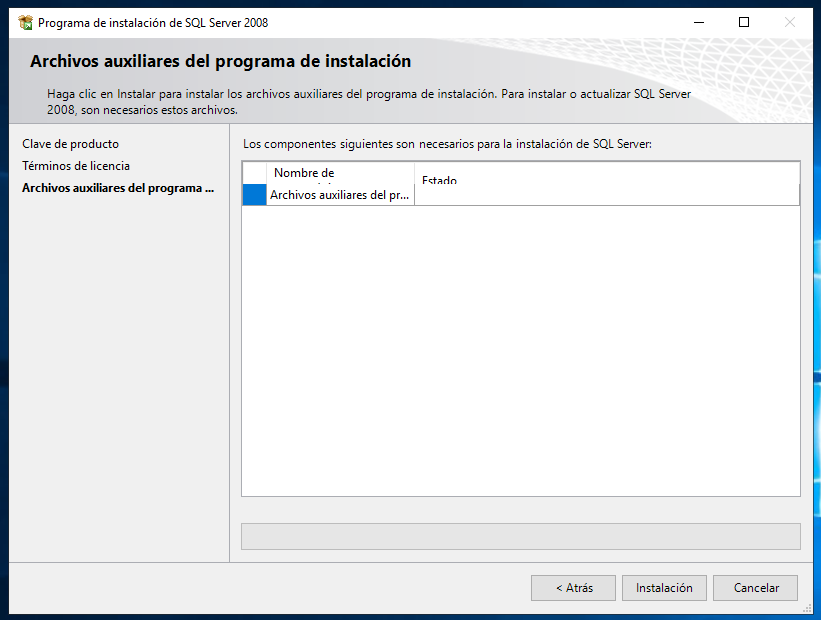 Programa de instalación de SQL Server 2008
Archivos auxiliares del programa de instalación
Haga clic en Instalar para instalar los archivos auxiliares del programa de instalación. Para instalar o actualizar SQL Server
2008, son necesarios estos archivos.
Clave de producto
Términos de licencia
Archivos auxiliares del programa ...
Los componentes siguientes son necesarios para la instalación de SQL Server:
Nombre de
Estado
Archivos auxiliares del pr...
< Atrás
Instalación
Cancelar